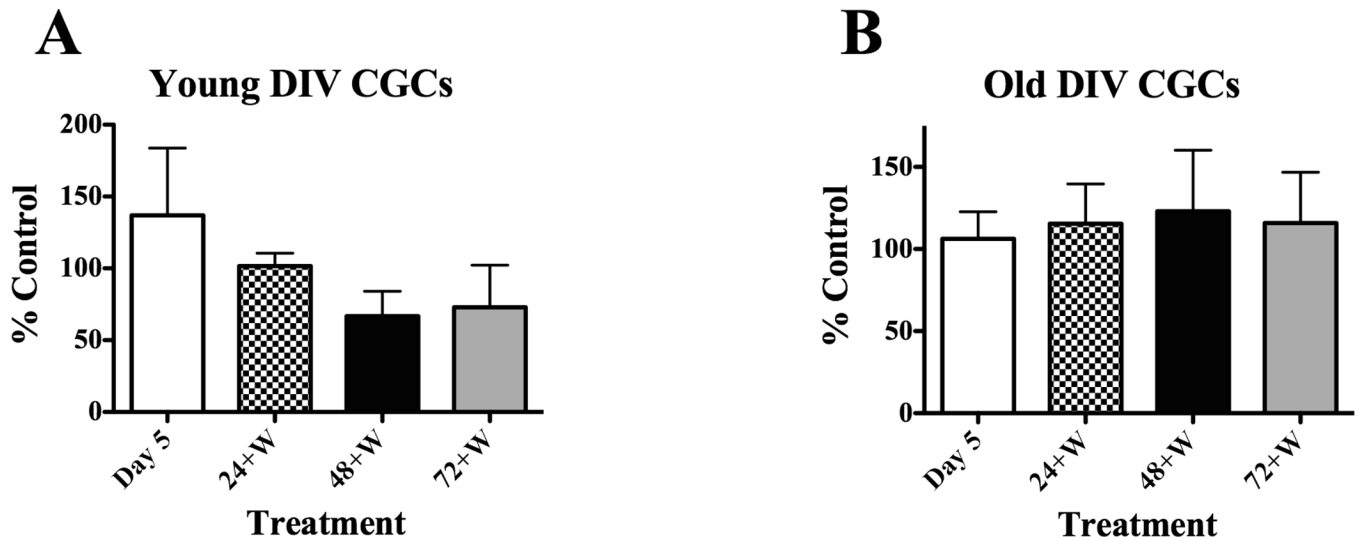 A
Young DIV CGCs
% Control
200
150
100
50
0
Day 5
24+W
48+W
72+W
Treatment
B
Old DIV CGCs
% Control
150
100
50
0
Day 5
24+W
48+W
72+W
Treatment